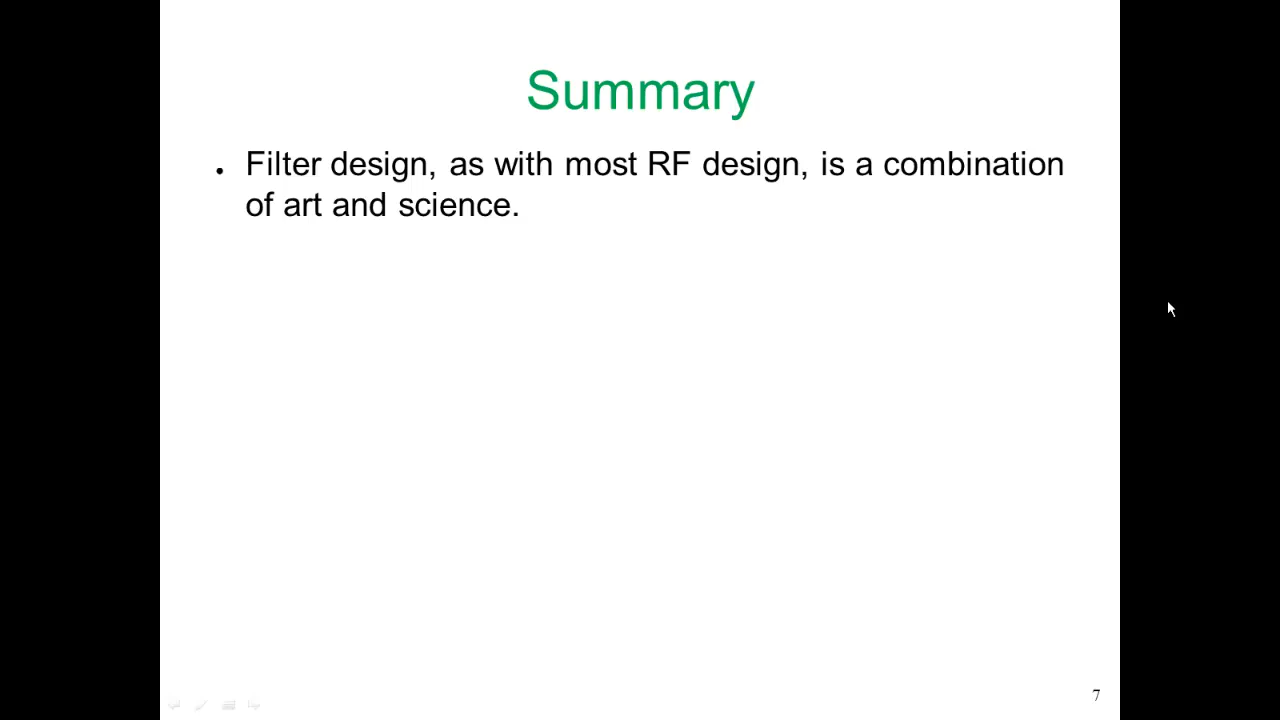 Summary
• Filter design, as with most RF design, is a combination
of art and science.
7